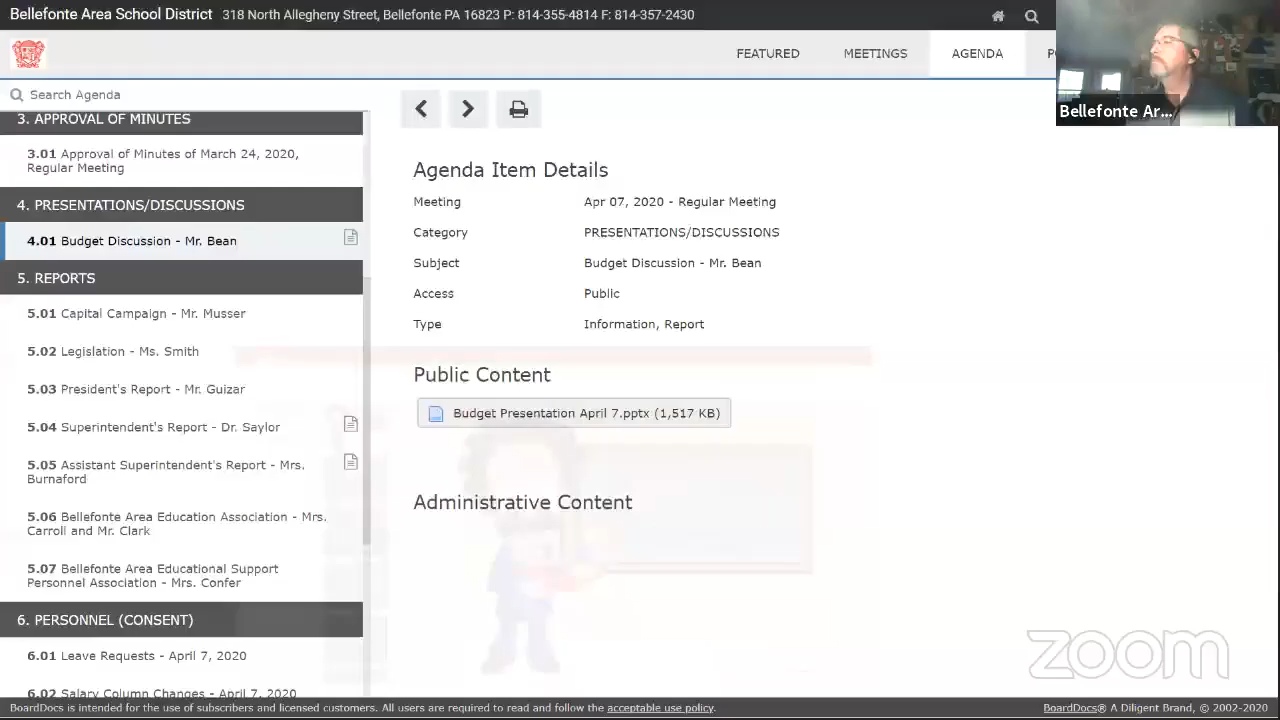 Bellefonte Area School District 318 North Allegheny Street, Bellefonte PA 16823 P: 814-355-4814 F: 814-357-2430
FEATURED MEETINGS AGENDA P
Bellefonte Ar...
Search Agenda
3. APPROVAL OF MINUTES
3.01 Approval of Minutes of March 24, 2020,
Regular Meeting
4. PRESENTATIONS/DISCUSSIONS
4.01 Budget Discussion - Mr. Bean
5. REPORTS
5.01 Capital Campaign - Mr. Musser
5.02 Legislation - Ms. Smith
5.03 President's Report - Mr. Guizar
5.04 Superintendent's Report - Dr. Saylor
5.05 Assistant Superintendent's Report - Mrs.
Burnaford
5.06 Bellefonte Area Education Association - Mrs.
Carroll and Mr. Clark
5.07 Bellefonte Area Educational Support
Personnel Association - Mrs. Confer
6. PERSONNEL (CONSENT)
6.01 Leave Requests - April 7, 2020
6.02 Salary Column Changes - April 7, 2020
Agenda Item Details
Meeting Apr 07, 2020 - Regular Meeting
Category PRESENTATIONS/DISCUSSIONS
Subject Budget Discussion - Mr. Bean
Access Public
Type Information, Report
Public Content
Budget Presentation April 7.pptx (1,517 KB)
Administrative Content
zoom
BoardDocs is intended for the use of subscribers and licensed customers. All users are required to read and follow the acceptable use policy.
BoardDocs® A Diligent Brand, © 2002-2020